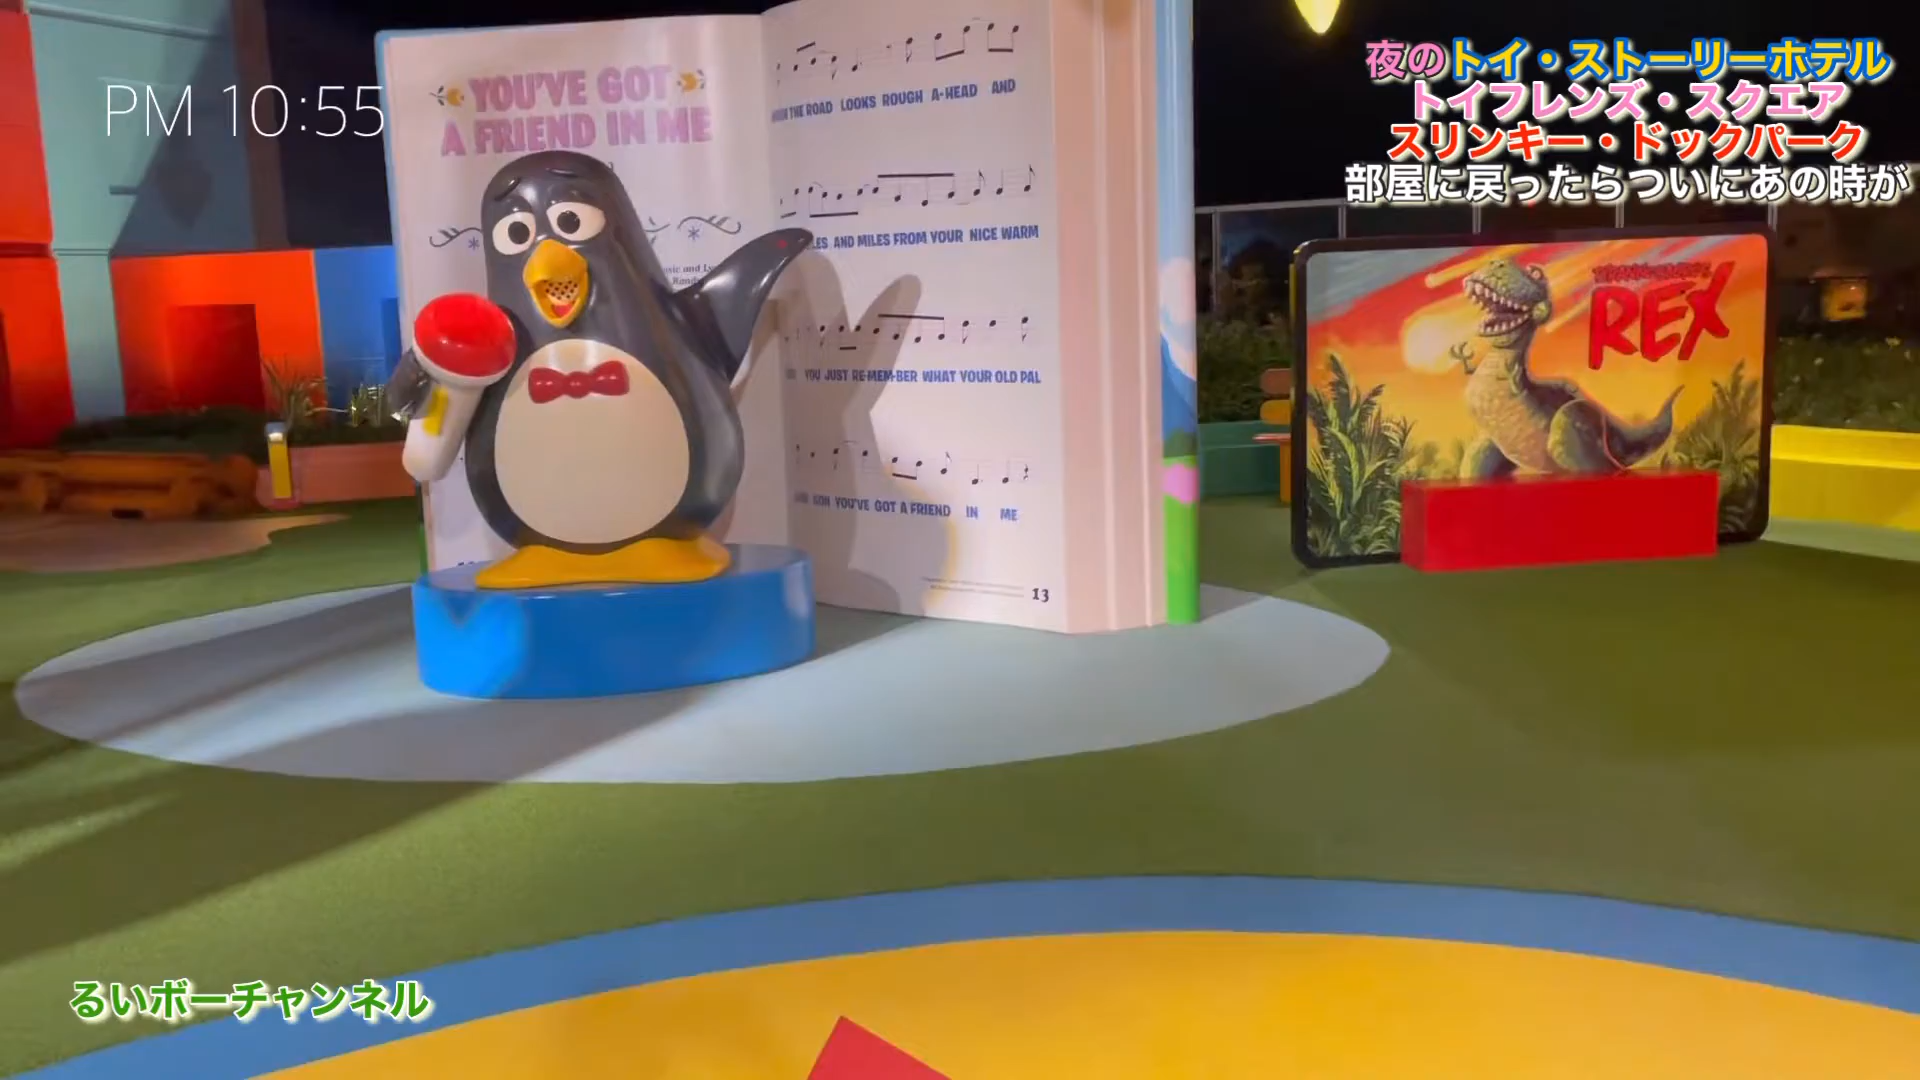 PM 10:55
夜のトイ・ストーリーホテル
トイフレンズ・スクエア
スリンキー・ドックパーク
部屋に戻ったらついにあの時が
YOU'VE GOT
A FRIEND IN ME
THE ROAD LOOKS ROUGH A-HEAD AND
AND MILES FROM YOUR NICE WARM
YOU JUST RE-MEM-BER WHAT YOUR OLD PAL
YOU'VE GOT A FRIEND IN ME
13
REX
るいボーチャンネル